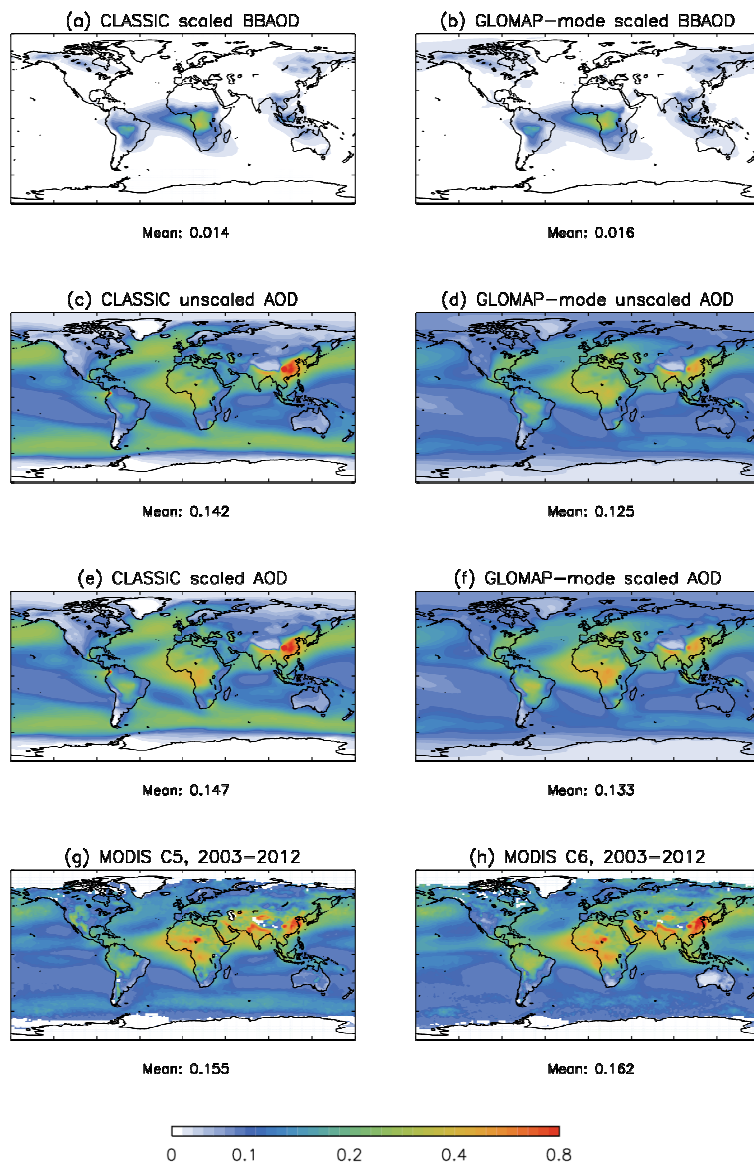 (a) CLASSIC scaled BBAOD
(b) GLOMAP-mode scaled BBAOD
Mean: 0.014
Mean: 0.016
(c) CLASSIC unscaled AOD
(d) GLOMAP-mode unscaled AOD
Mean: 0.142
Mean: 0.125
(e) CLASSIC scaled AOD
(f) GLOMAP-mode scaled AOD
Mean: 0.147
Mean: 0.133
(g) MODIS C5, 2003-2012
(h) MODIS C6, 2003-2012
Mean: 0.155
Mean: 0.162
0 0.1 0.2 0.4 0.8